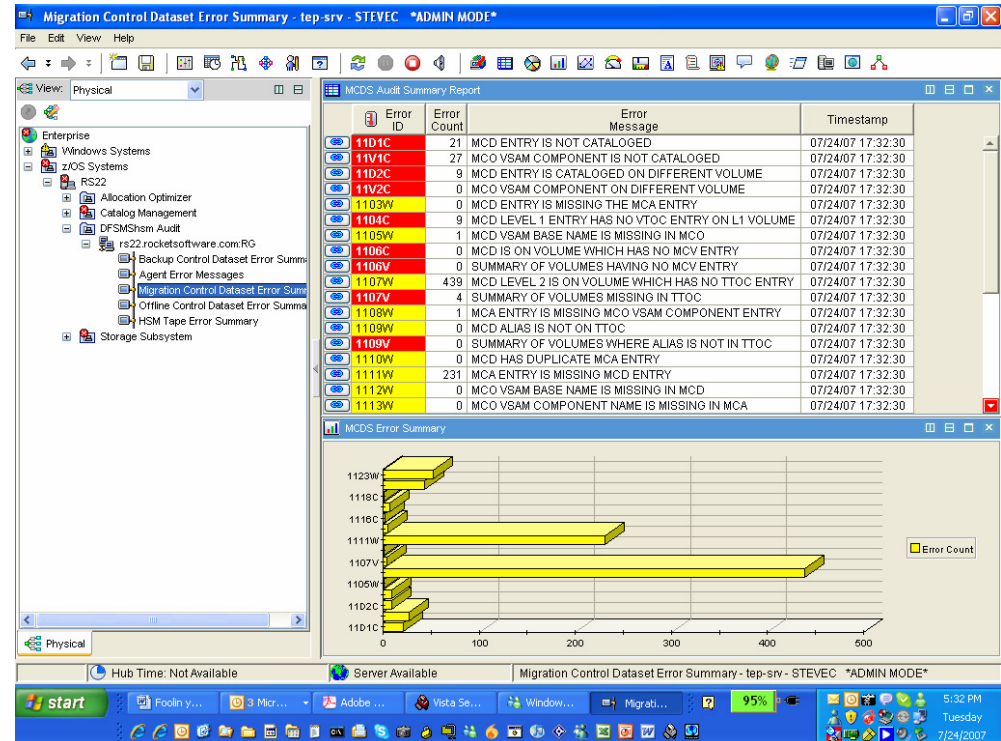 Migration Control Dataset Error Summary - tep-srv - STEVEC *ADMIN MODE*
File Edit View Help
View: Physical
Enterprise
Windows Systems
z/OS Systems
RS22
Allocation Optimizer
Catalog Management
DFSMShsm Audit
rs22.rocketsoftware.com:RG
Backup Control Dataset Error Summ
Agent Error Messages
Migration Control Dataset Error Summ
Offline Control Dataset Error Summa
HSM Tape Error Summary
Storage Subsystem
Physical
MCDS Audit Summary Report
Error ID Error Count Error Message Timestamp
11D1C 21 MCD ENTRY IS NOT CATALOGED 07/24/07 17:32:30
11V1C 27 MCO VSAM COMPONENT IS NOT CATALOGED 07/24/07 17:32:30
11D2C 9 MCD ENTRY IS CATALOGED ON DIFFERENT VOLUME 07/24/07 17:32:30
11V2C 0 MCO VSAM COMPONENT ON DIFFERENT VOLUME 07/24/07 17:32:30
1103W 0 MCD ENTRY IS MISSING THE MCA ENTRY 07/24/07 17:32:30
1104C 9 MCD LEVEL 1 ENTRY HAS NO VTOC ENTRY ON L1 VOLUME 07/24/07 17:32:30
1105W 1 MCD VSAM BASE NAME IS MISSING IN MCO 07/24/07 17:32:30
1106C 0 MCD IS ON VOLUME WHICH HAS NO MCV ENTRY 07/24/07 17:32:30
1106V 0 SUMMARY OF VOLUMES HAVING NO MCV ENTRY 07/24/07 17:32:30
1107W 439 MCD LEVEL 2 IS ON VOLUME WHICH HAS NO TTOC ENTRY 07/24/07 17:32:30
1107V 4 SUMMARY OF VOLUMES MISSING IN TTOC 07/24/07 17:32:30
1108W 1 MCA ENTRY IS MISSING MCO VSAM COMPONENT ENTRY 07/24/07 17:32:30
1109W 0 MCD ALIAS IS NOT ON TTOC 07/24/07 17:32:30
1109V 0 SUMMARY OF VOLUMES WHERE ALIAS IS NOT IN TTOC 07/24/07 17:32:30
1110W 0 MCD HAS DUPLICATE MCA ENTRY 07/24/07 17:32:30
1111W 231 MCA ENTRY IS MISSING MCD ENTRY 07/24/07 17:32:30
1112W 0 MCO VSAM BASE NAME IS MISSING IN MCD 07/24/07 17:32:30
1113W 0 MCO VSAM COMPONENT NAME IS MISSING IN MCA 07/24/07 17:32:30
MCDS Error Summary
1123W
1118C
1116C
1111W
1107V
1105W
11D2C
11D1C
0 100 200 300 400 500
Error Count
Hub Time: Not Available Server Available Migration Control Dataset Error Summary - tep-srv - STEVEC *ADMIN MODE*
start Foolin y... 3 Micr... Adobe ... Vista Se... Window... Migrati... 95% 5:32 PM
Tuesday
7/24/2007